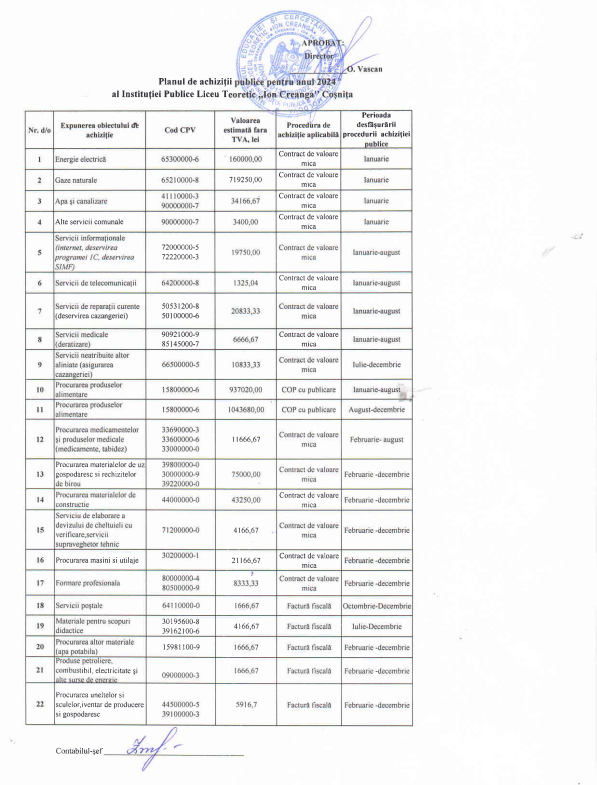 APROBAT:
Director
O. Vascan
Planul de achiziții publice pentru anul 2024
al Instituției Publice Liceu Teoretic „Ion Creangă” Coșnița
Nr. d/o | Expunerea obiectului de achiziție | Cod CPV | Valoarea estimată fara TVA, lei | Procedura de achiziție aplicabilă | Perioada desfășurării procedurii achiziției publice
1 | Energie electrică | 65300000-6 | 160000,00 | Contract de valoare mica | Ianuarie
2 | Gaze naturale | 65210000-8 | 719250,00 | Contract de valoare mica | Ianuarie
3 | Apa și canalizare | 41110000-3 90000000-7 | 34166,67 | Contract de valoare mica | Ianuarie
4 | Alte servicii comunale | 90000000-7 | 3400,00 | Contract de valoare mica | Ianuarie
5 | Servicii informaționale (internet, deservirea programei 1C, deservirea SIMF) | 72000000-5 72220000-3 | 19750,00 | Contract de valoare mica | Ianuarie-august
6 | Servicii de telecomunicații | 64200000-8 | 1325,04 | Contract de valoare mica | Ianuarie-august
7 | Servicii de reparații curente (deservirea cazangeriei) | 50531200-8 50100000-6 | 20833,33 | Contract de valoare mica | Ianuarie-august
8 | Servicii medicale (deratizare) | 90921000-9 85145000-7 | 6666,67 | Contract de valoare mica | Ianuarie-august
9 | Servicii neatribuite altor aliniate (asigurarea cazangeriei) | 66500000-5 | 10833,33 | Contract de valoare mica | Iulie-decembrie
10 | Procurarea produselor alimentare | 15800000-6 | 937020,00 | COP cu publicare | Ianuarie-august
11 | Procurarea produselor alimentare | 15800000-6 | 1043680,00 | COP cu publicare | August-decembrie
12 | Procurarea medicamentelor și produselor medicale (medicamente, tabidez) | 33690000-3 33600000-6 33000000-0 | 11666,67 | Contract de valoare mica | Februarie- august
13 | Procurarea materialelor de uz gospodaresc si rechizitelor de birou | 39800000-0 30000000-9 39220000-0 | 75000,00 | Contract de valoare mica | Februarie -decembrie
14 | Procurarea materialelor de constructie | 44000000-0 | 43250,00 | Contract de valoare mica | Februarie -decembrie
15 | Serviciu de elaborare a devizului de cheltuieli cu verificare,servicii supraveghetor tehnic | 71200000-0 | 4166,67 | Contract de valoare mica | Februarie -decembrie
16 | Procurarea masini si utilaje | 30200000-1 | 21166,67 | Contract de valoare mica | Februarie -decembrie
17 | Formare profesionala | 80000000-4 80500000-9 | 8333,33 | Contract de valoare mica | Februarie -decembrie
18 | Servicii poștale | 64110000-0 | 1666,67 | Factură fiscală | Octombrie-Decembrie
19 | Materiale pentru scopuri didactice | 30195600-8 39162100-6 | 4166,67 | Factură fiscală | Iulie-Decembrie
20 | Procurarea altor materiale (apa potabila) | 15981100-9 | 1666,67 | Factură fiscală | Februarie -decembrie
21 | Produse petroliere, combustibil, electricitate și alte surse de energie | 09000000-3 | 1666,67 | Factură fiscală | Februarie -decembrie
22 | Procurarea uneltelor si sculelor,iventar de producere si gospodaresc | 44500000-5 39100000-3 | 5916,7 | Factură fiscală | Februarie -decembrie
Contabilul-șef